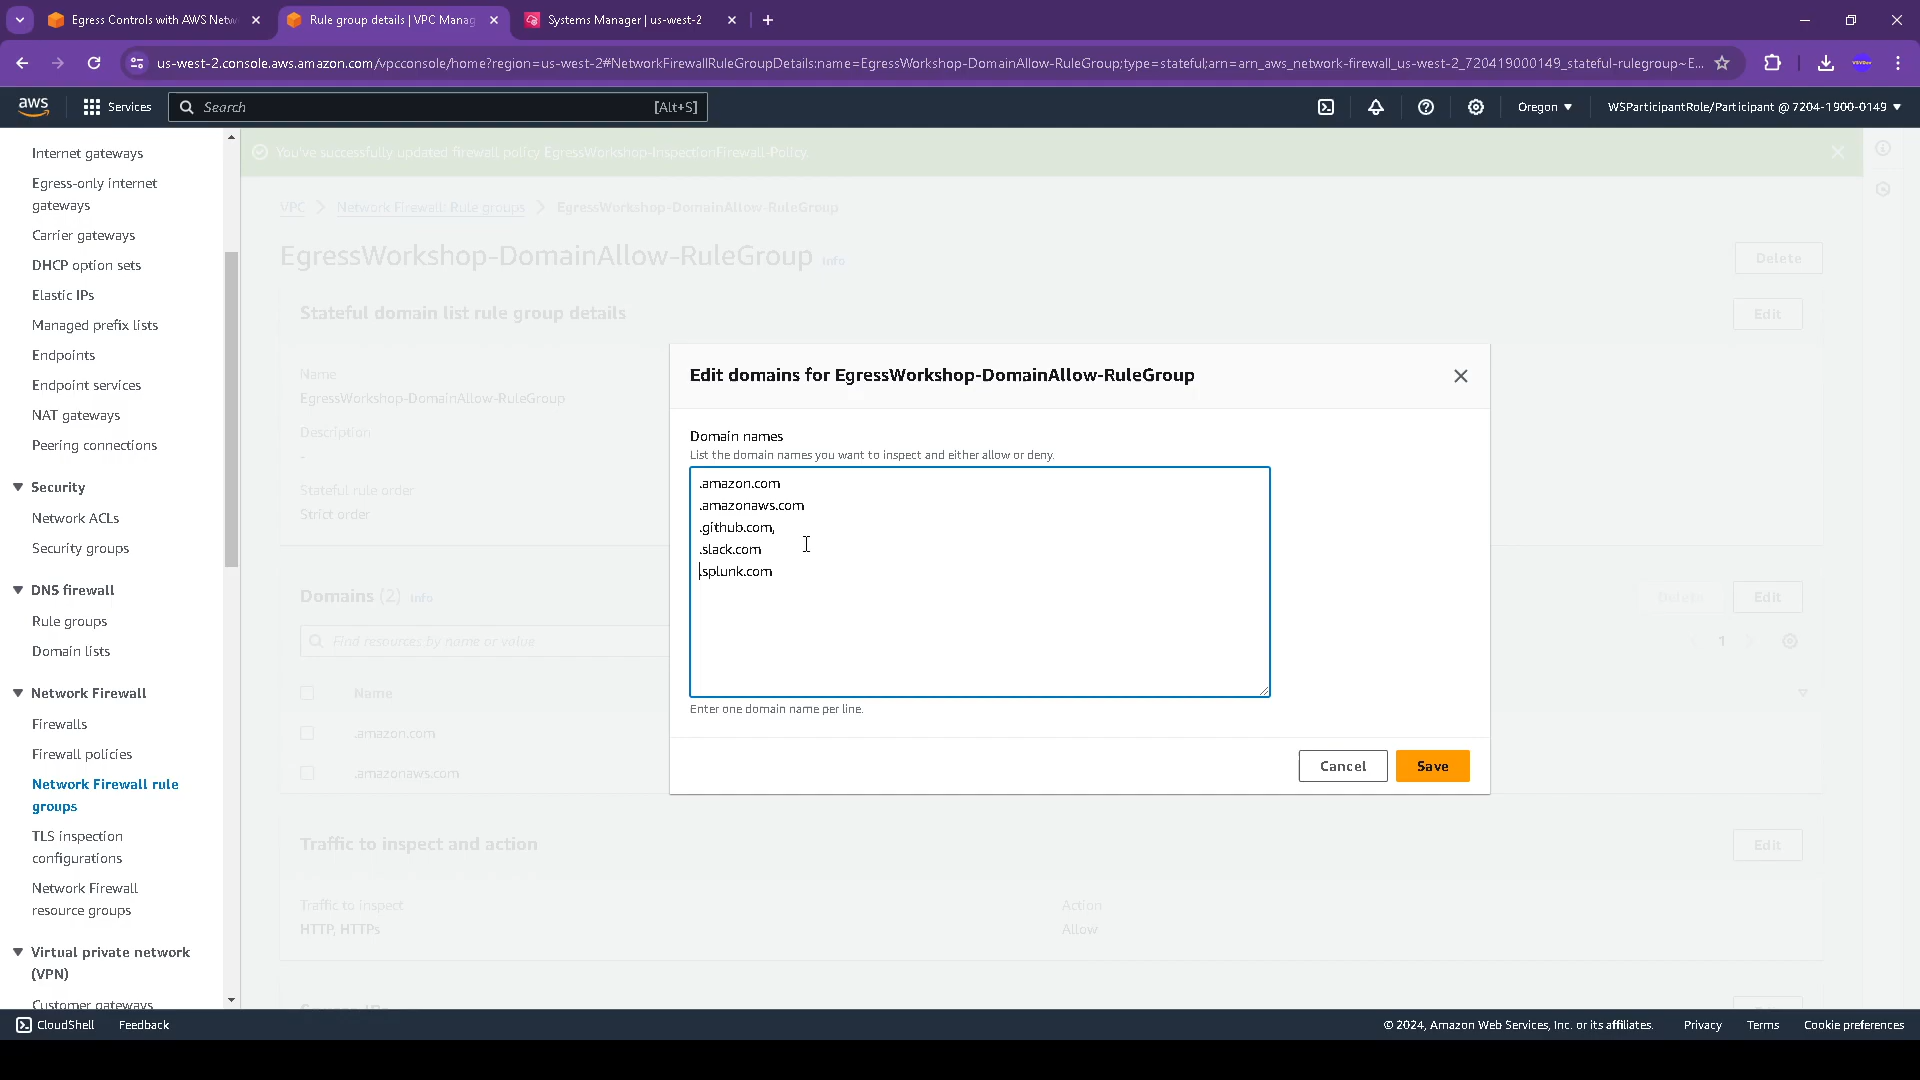 Egress Controls with AWS Netw
Rule group details | VPC Manag
Systems Manager | us-west-2
us-west-2.console.aws.amazon.com/vpcconsole/home?region=us-west-2#NetworkFirewallRuleGroupDetails:name=EgressWorkshop-DomainAllow-RuleGroup;type=stateful;arn=arn_aws_network-firewall_us-west-2_720419000149_stateful-rulegroup~E...
aws
Services
Search
[Alt+S]
Oregon
WSParticipantRole/Participant @ 7204-1900-0149
Internet gateways
Egress-only internet
gateways
Carrier gateways
DHCP option sets
Elastic IPs
Managed prefix lists
Endpoints
Endpoint services
NAT gateways
Peering connections
Security
Network ACLs
Security groups
DNS firewall
Rule groups
Domain lists
Network Firewall
Firewalls
Firewall policies
Network Firewall rule
groups
TLS inspection
configurations
Network Firewall
resource groups
Virtual private network
(VPN)
Customer gateways
You've successfully updated firewall policy EgressWorkshop-InspectionFirewall-Policy.
VPC
Network Firewall: Rule groups
EgressWorkshop-DomainAllow-RuleGroup
EgressWorkshop-DomainAllow-RuleGroup Info
Delete
Stateful domain list rule group details
Edit
Name
EgressWorkshop-DomainAllow-RuleGroup
Description
-
Stateful rule order
Strict order
Domains (2) Info
Delete
Edit
Find resources by name or value
1
Name
.amazon.com
.amazonaws.com
Traffic to inspect and action
Edit
Traffic to inspect
HTTP, HTTPs
Action
Allow
Edit domains for EgressWorkshop-DomainAllow-RuleGroup
Domain names
List the domain names you want to inspect and either allow or deny.
.amazon.com
.amazonaws.com
.github.com,
.slack.com
.splunk.com
Enter one domain name per line.
Cancel
Save
CloudShell
Feedback
© 2024, Amazon Web Services, Inc. or its affiliates.
Privacy
Terms
Cookie preferences